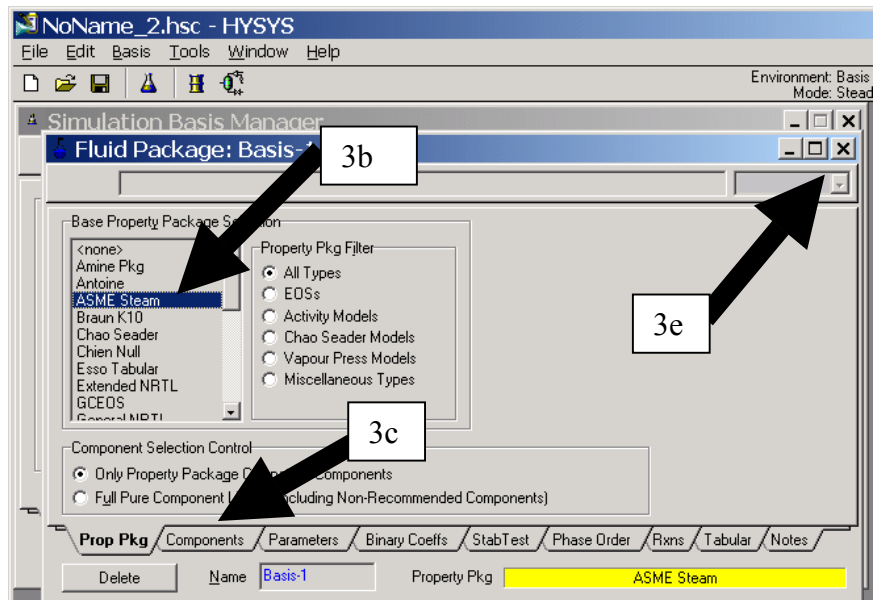 NoName_2.hsc - HYSYS
File Edit Basis Tools Window Help
Environment: Basis
Mode: Stead
Simulation Basis Manager
Fluid Package: Basis-
3b
Base Property Package
Property Pkg Filter
<none>
Amine Pkg
Antoine
ASME Steam
Braun K10
Chao Seader
Chien Null
Esso Tabular
Extended NRTL
GCEOS
General NRTL
All Types
EOSs
Activity Models
Chao Seader Models
Vapour Press Models
Miscellaneous Types
3e
3c
Component Selection Control
Only Property Package Components
Full Pure Component Including Non-Recommended Components)
Prop Pkg Components Parameters Binary Coeffs StabTest Phase Order Rxns Tabular Notes
Delete Name Basis-1 Property Pkg ASME Steam